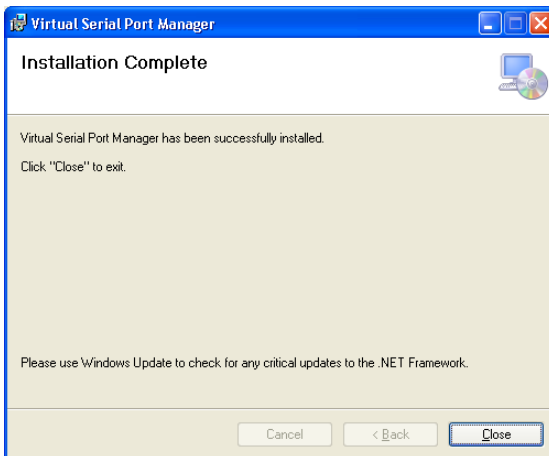 Virtual Serial Port Manager
Installation Complete
Virtual Serial Port Manager has been successfully installed.
Click "Close" to exit.
Please use Windows Update to check for any critical updates to the .NET Framework.
Cancel
< Back
Close